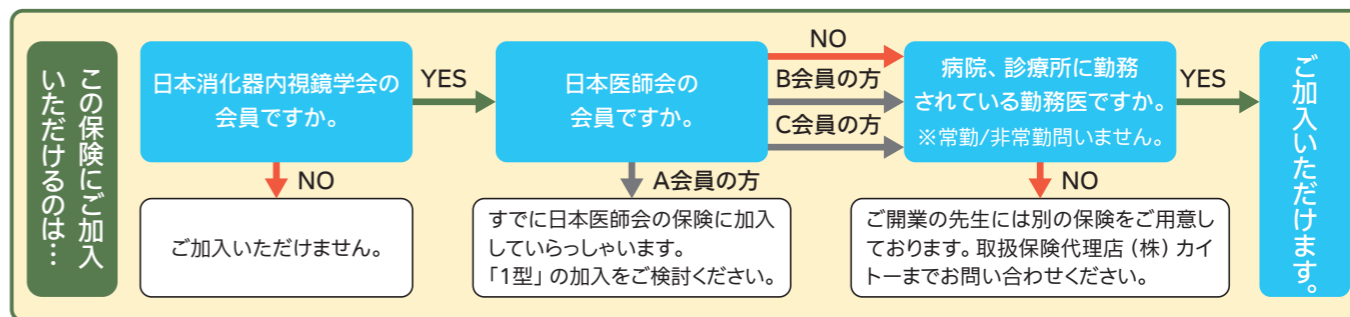 この保険にご加入
いただけるのは…
日本消化器内視鏡学会の
会員ですか。
YES
NO
ご加入いただけません。
日本医師会の
会員ですか。
NO
B会員の方
C会員の方
A会員の方
すでに日本医師会の保険に加入
していらっしゃいます。
「1型」の加入をご検討ください。
病院、診療所に勤務
されている勤務医ですか。
※常勤/非常勤問いません。
YES
NO
ご開業の先生には別の保険をご用意し
ております。取扱保険代理店(株)カイ
トーまでお問い合わせください。
ご加入いただけます。